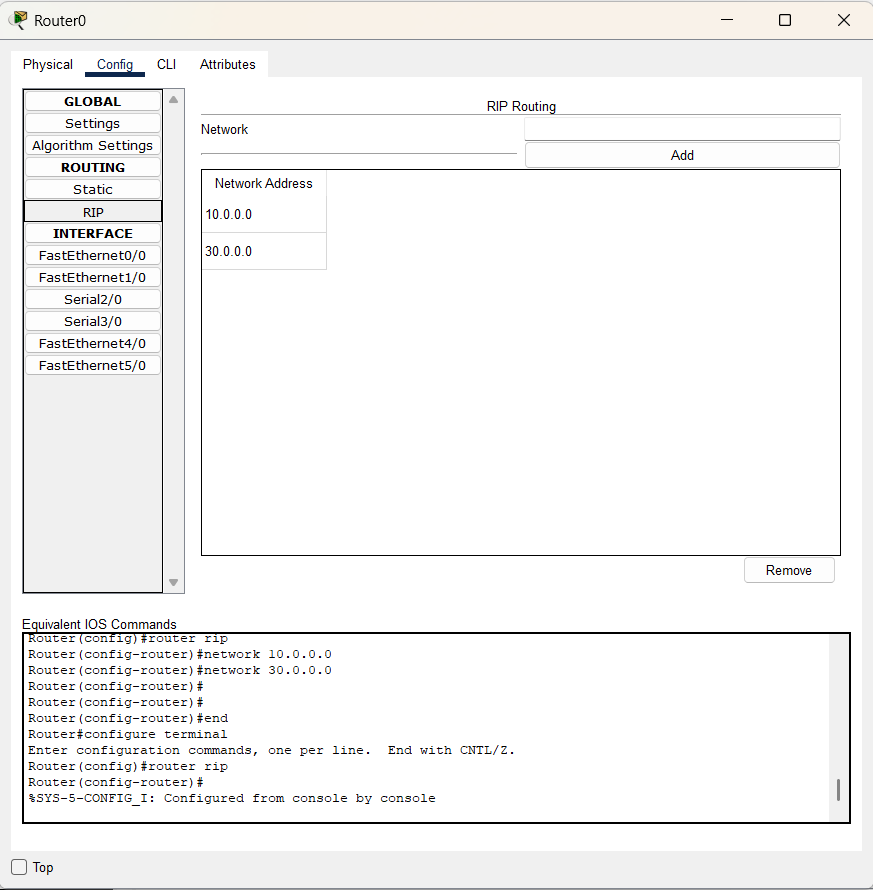 Router0
Physical Config CLI Attributes
GLOBAL
Settings
Algorithm Settings
ROUTING
Static
RIP
INTERFACE
FastEthernet0/0
FastEthernet1/0
Serial2/0
Serial3/0
FastEthernet4/0
FastEthernet5/0
RIP Routing
Network
Add
Network Address
10.0.0.0
30.0.0.0
Remove
Equivalent IOS Commands
Router(config)#router rip
Router(config-router)#network 10.0.0.0
Router(config-router)#network 30.0.0.0
Router(config-router)#
Router(config-router)#
Router(config-router)#end
Router#configure terminal
Enter configuration commands, one per line.  End with CNTL/Z.
Router(config)#router rip
Router(config-router)#
%SYS-5-CONFIG_I: Configured from console by console
Top